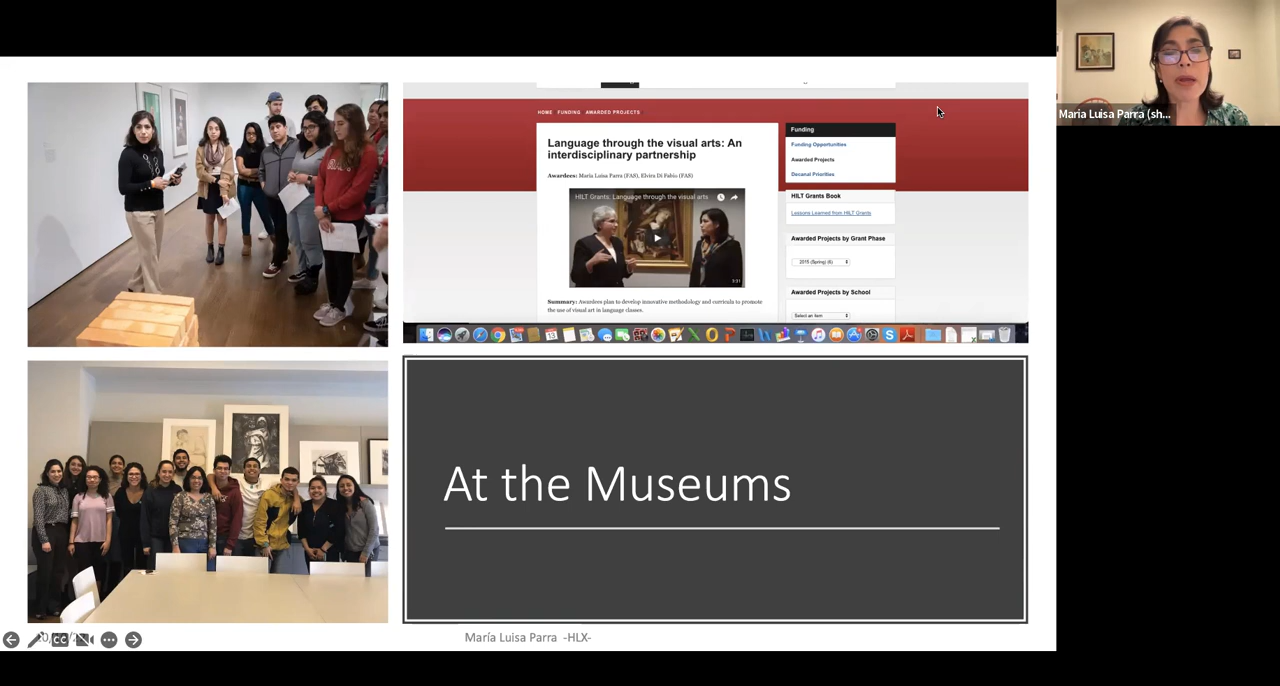 HOME FUNDING AWARDED PROJECTS
Language through the visual arts: An
interdisciplinary partnership
Awardees: María Luisa Parra (FAS), Elvira Di Fabio (FAS)
HILT Grants: Language through the visual arts
3:31
Summary: Awardees plan to develop innovative methodology and curricula to promote
the use of visual art in language classes.
Funding
Funding Opportunities
Awarded Projects
Decanal Priorities
HILT Grants Book
Lessons Learned from HILT Grants
Awarded Projects by Grant Phase
2015 (Spring) (6)
Awarded Projects by School
Select an item
Maria Luisa Parra (sh...
At the Museums
CC
María Luisa Parra -HLX-